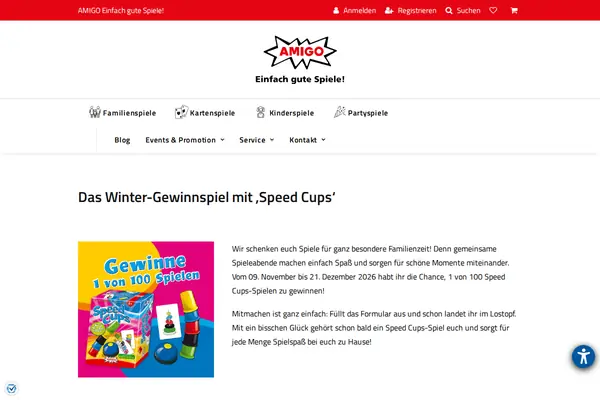 AMIGO Einfach gute Spiele!
Anmelden
Registrieren
Suchen
AMIGO
Einfach gute Spiele!
Familienspiele
Kartenspiele
Kinderspiele
Partyspiele
Blog
Events & Promotion
Service
Kontakt
Das Winter-Gewinnspiel mit ‚Speed Cups‘
Gewinne
1 von 100 Spielen
Speed Cups
Wir schenken euch Spiele für ganz besondere Familienzeit! Denn gemeinsame
Spieleabende machen einfach Spaß und sorgen für schöne Momente miteinander.
Vom 09. November bis 21. Dezember 2026 habt ihr die Chance, 1 von 100 Speed
Cups-Spielen zu gewinnen!
Mitmachen ist ganz einfach: Füllt das Formular aus und schon landet ihr im Lostopf.
Mit ein bisschen Glück gehört schon bald ein Speed Cups-Spiel euch und sorgt für
jede Menge Spielspaß bei euch zu Hause!